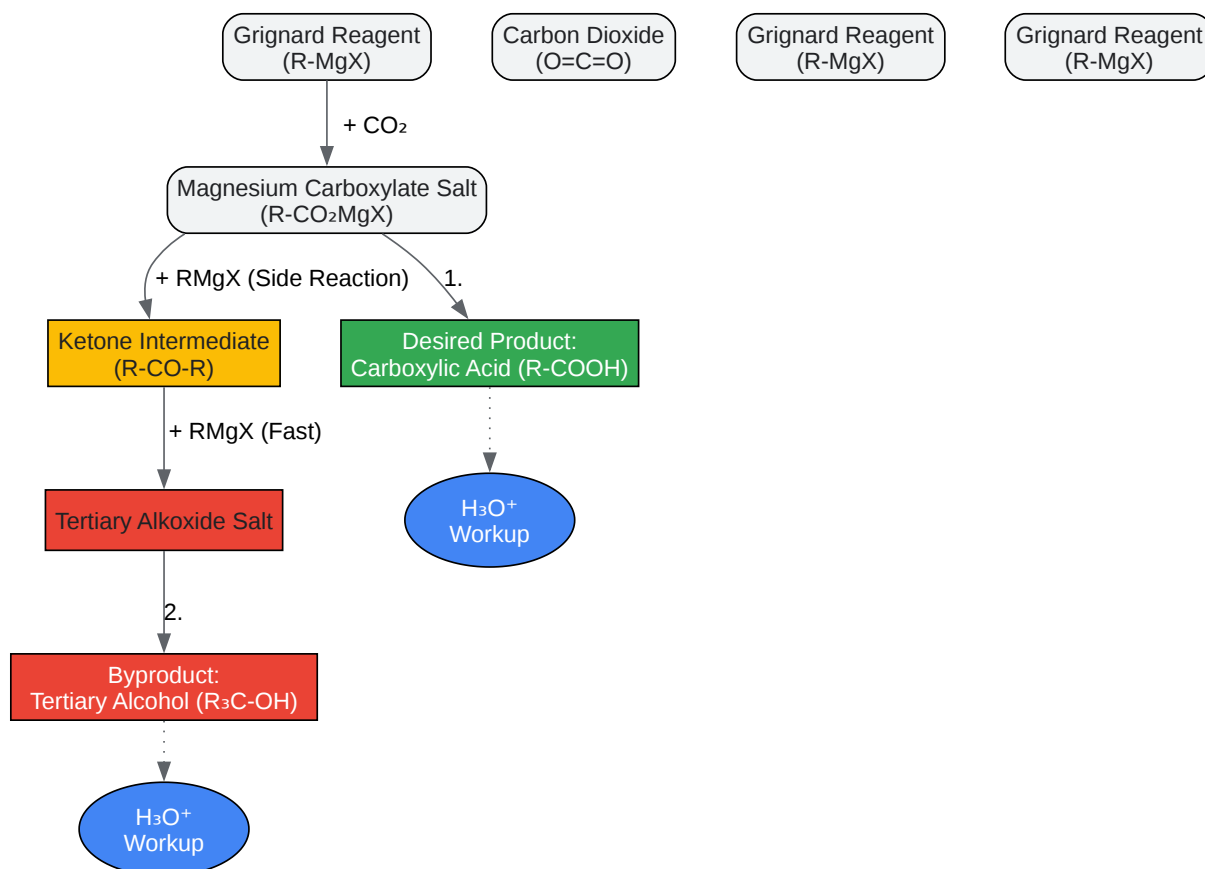 Grignard Reagent
(R-MgX)
Carbon Dioxide
(O=C=O)
Grignard Reagent
(R-MgX)
Grignard Reagent
(R-MgX)
+ CO₂
Magnesium Carboxylate Salt
(R-CO₂MgX)
+ RMgX (Side Reaction)
1.
Ketone Intermediate
(R-CO-R)
Desired Product:
Carboxylic Acid (R-COOH)
+ RMgX (Fast)
Tertiary Alkoxide Salt
H₃O⁺
Workup
2.
Byproduct:
Tertiary Alcohol (R₃C-OH)
H₃O⁺
Workup